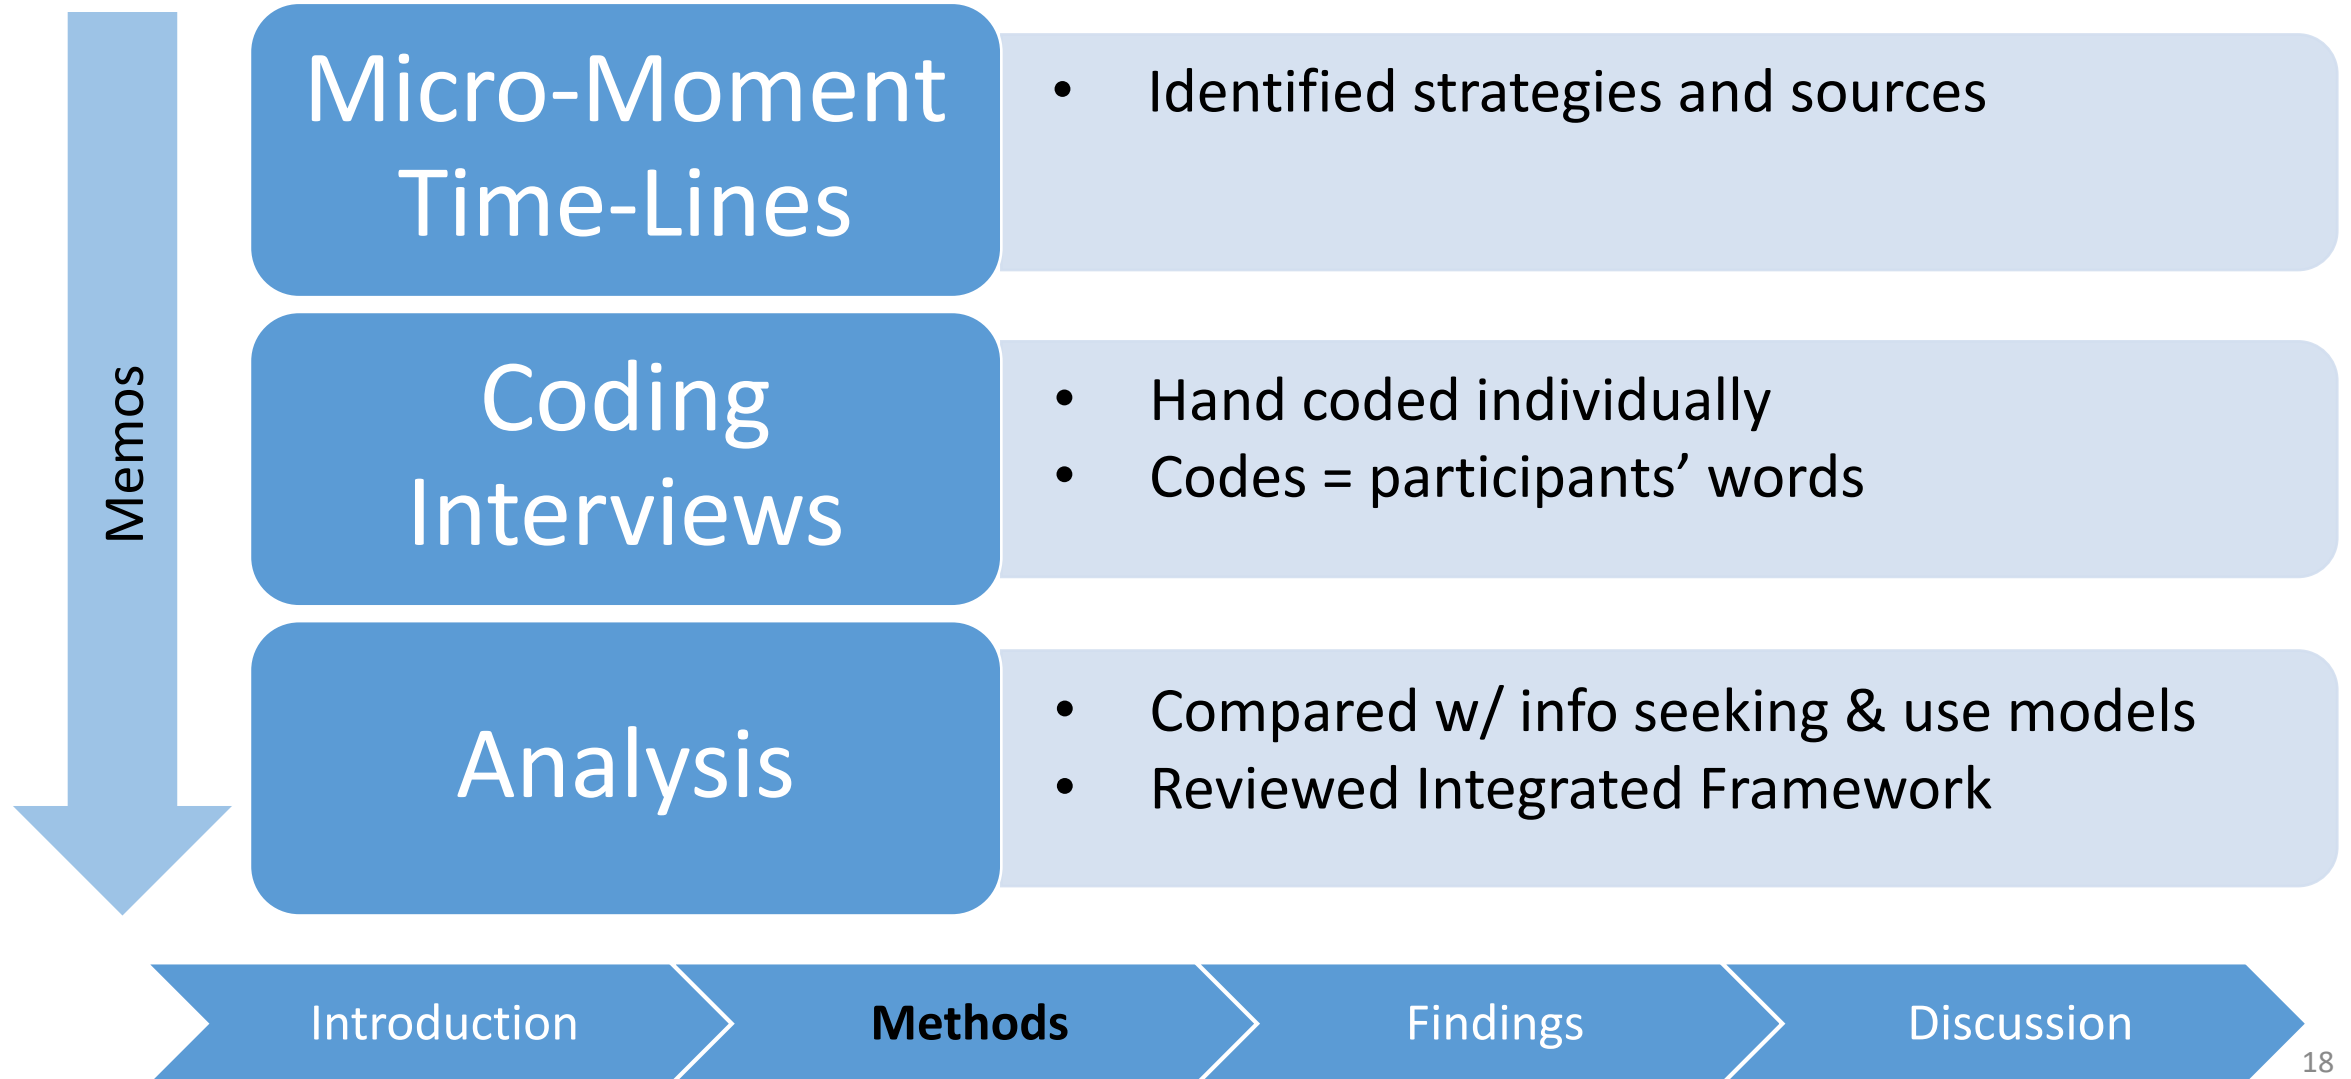 Memos
Micro-Moment
Time-Lines
• Identified strategies and sources
Coding
Interviews
• Hand coded individually
• Codes = participants’ words
Analysis
• Compared w/ info seeking & use models
• Reviewed Integrated Framework
Introduction
Methods
Findings
Discussion
18